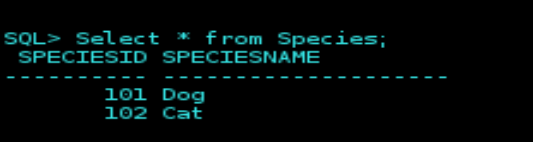 SQL> Select * from Species;
 SPECIESID SPECIESNAME
---------- --------------------
       101 Dog
       102 Cat